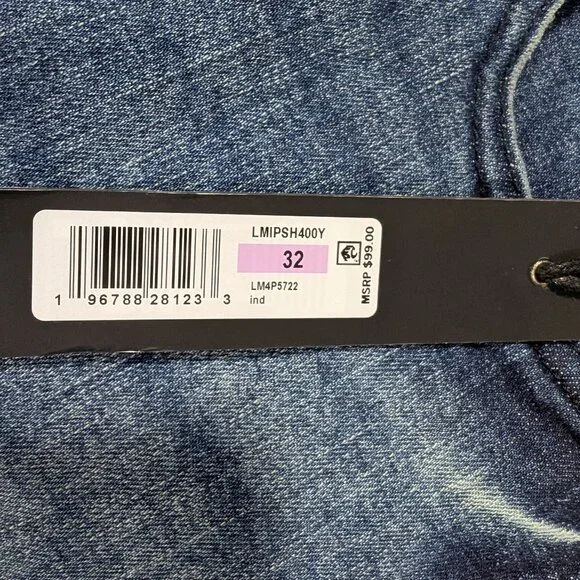 LMIPSH400Y
32
LM4P5722
ind
MSRP $99.00
1 96788 28123 3